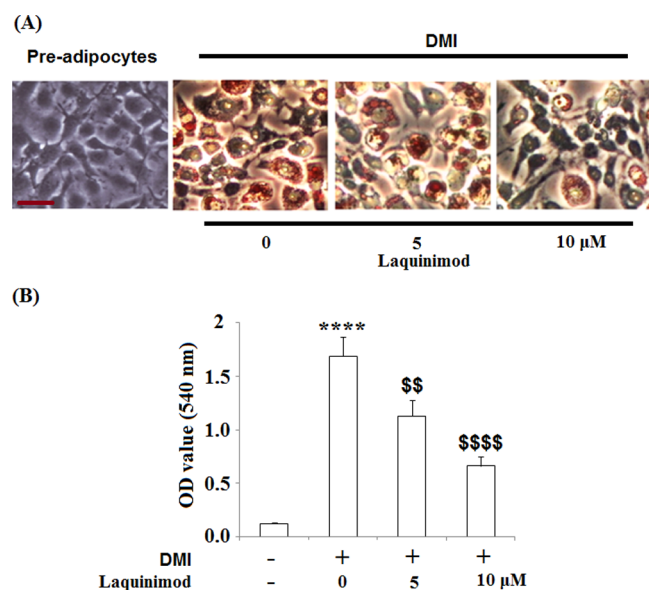 (A)
Pre-adipocytes
DMI
0 5 10 μM
Laquinimod
(B)
OD value (540 nm)
2
1.5
1.0
0.5
0.0
****
$$
$$$$
DMI - + + +
Laquinimod - 0 5 10 μM